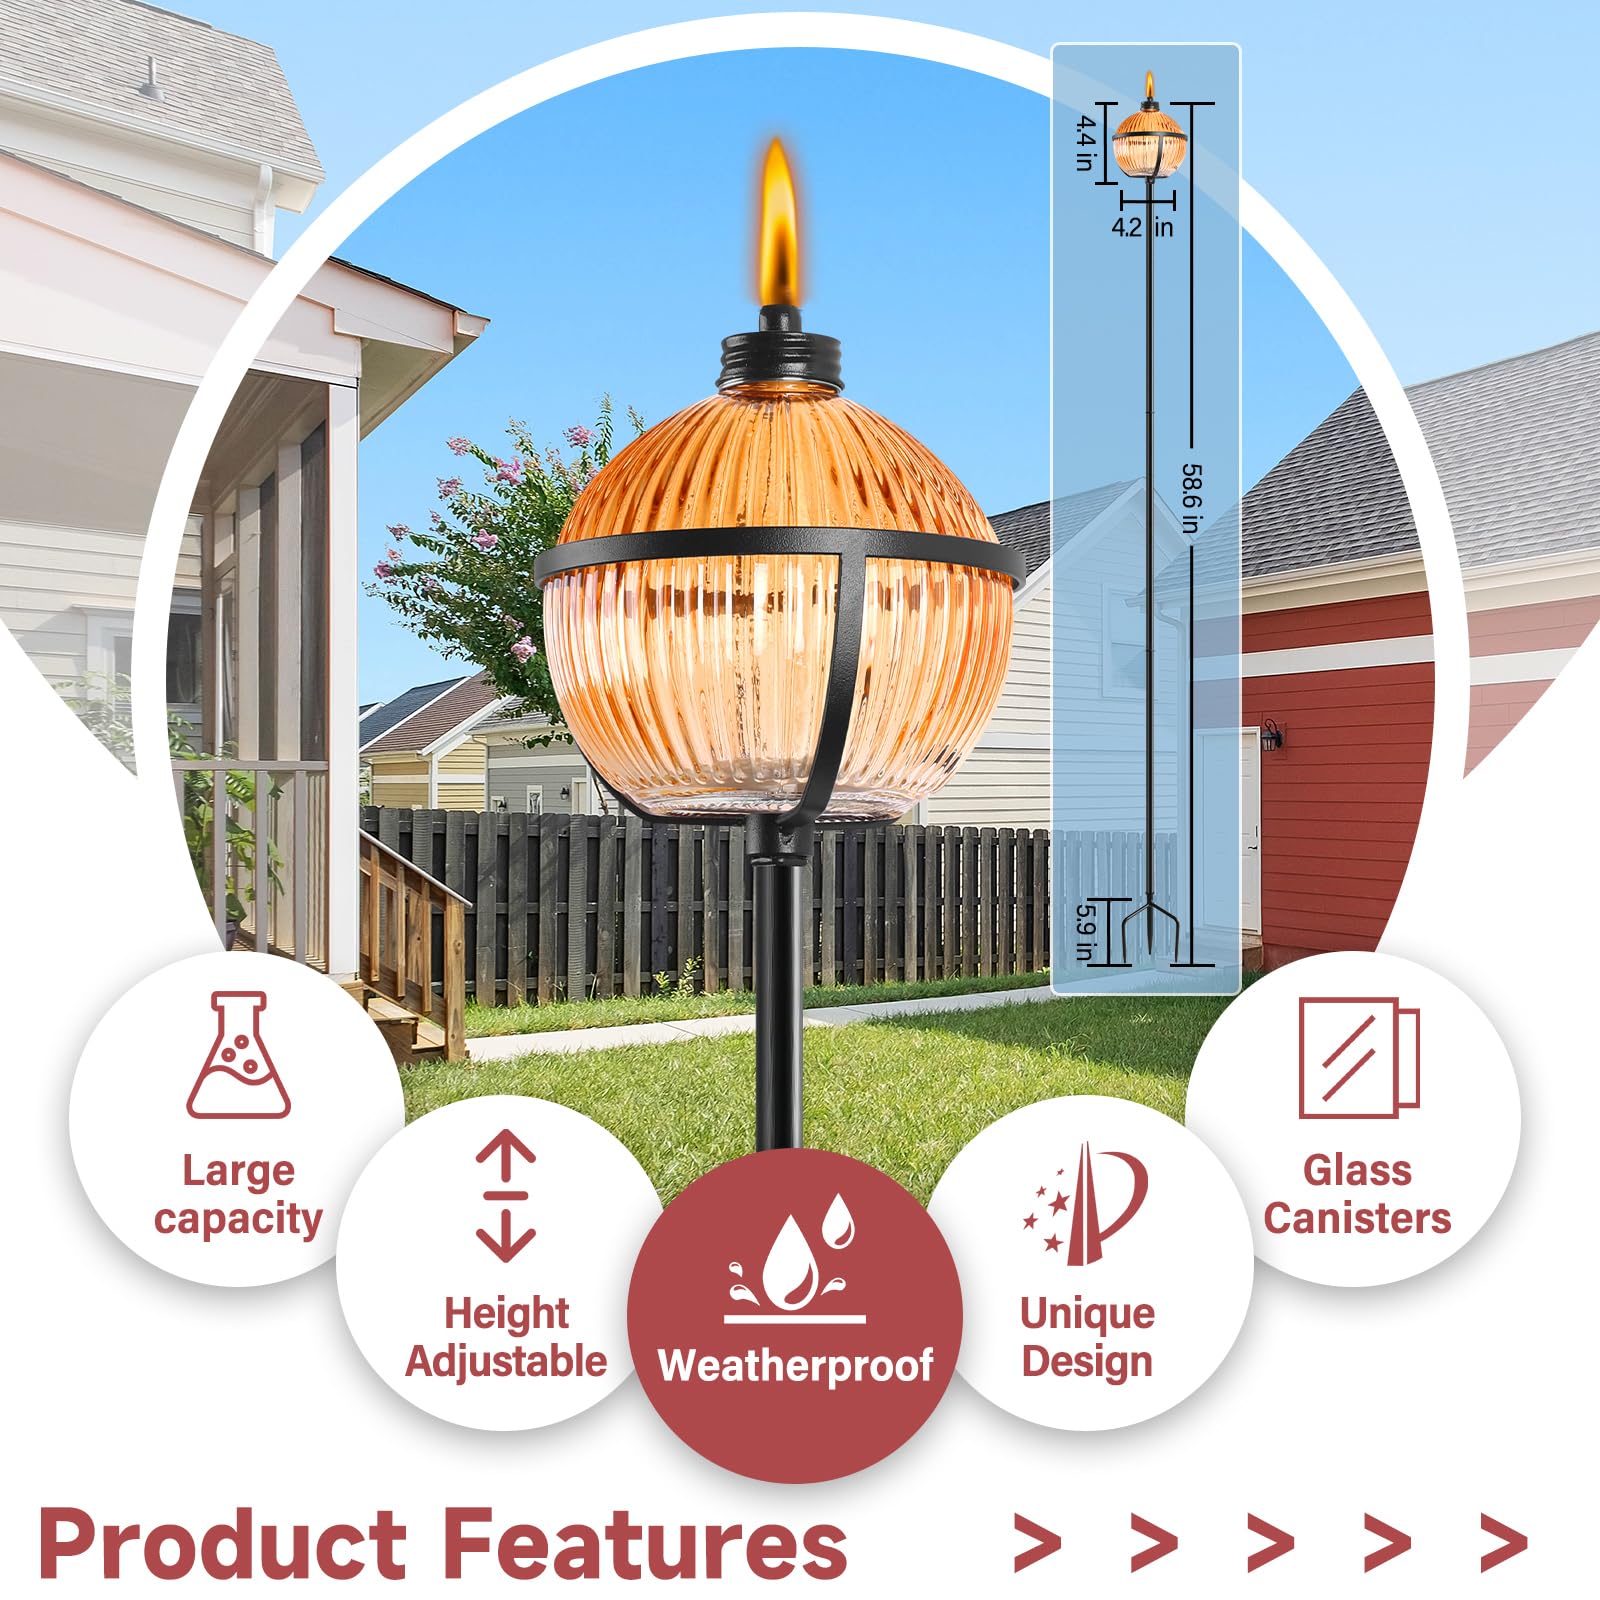 4.4 in
4.2 in
58.6 in
5.9 in
Large
capacity
Height
Adjustable
Weatherproof
Unique
Design
Glass
Canisters
Product Features > > > > >